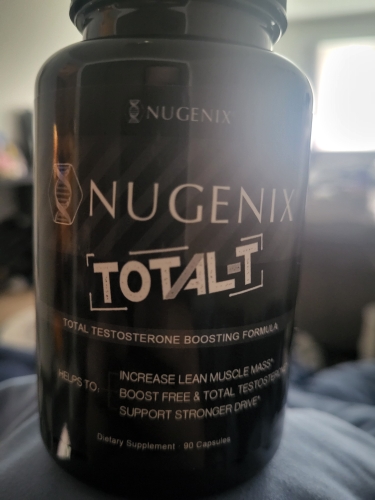 NUGENIX
NUGENIX
TOTAL-T
TOTAL TESTOSTERONE BOOSTING FORMULA
HELPS TO:
INCREASE LEAN MUSCLE MASS^
BOOST FREE & TOTAL TESTOSTERONE
SUPPORT STRONGER DRIVE^
Dietary Supplement · 90 Capsules